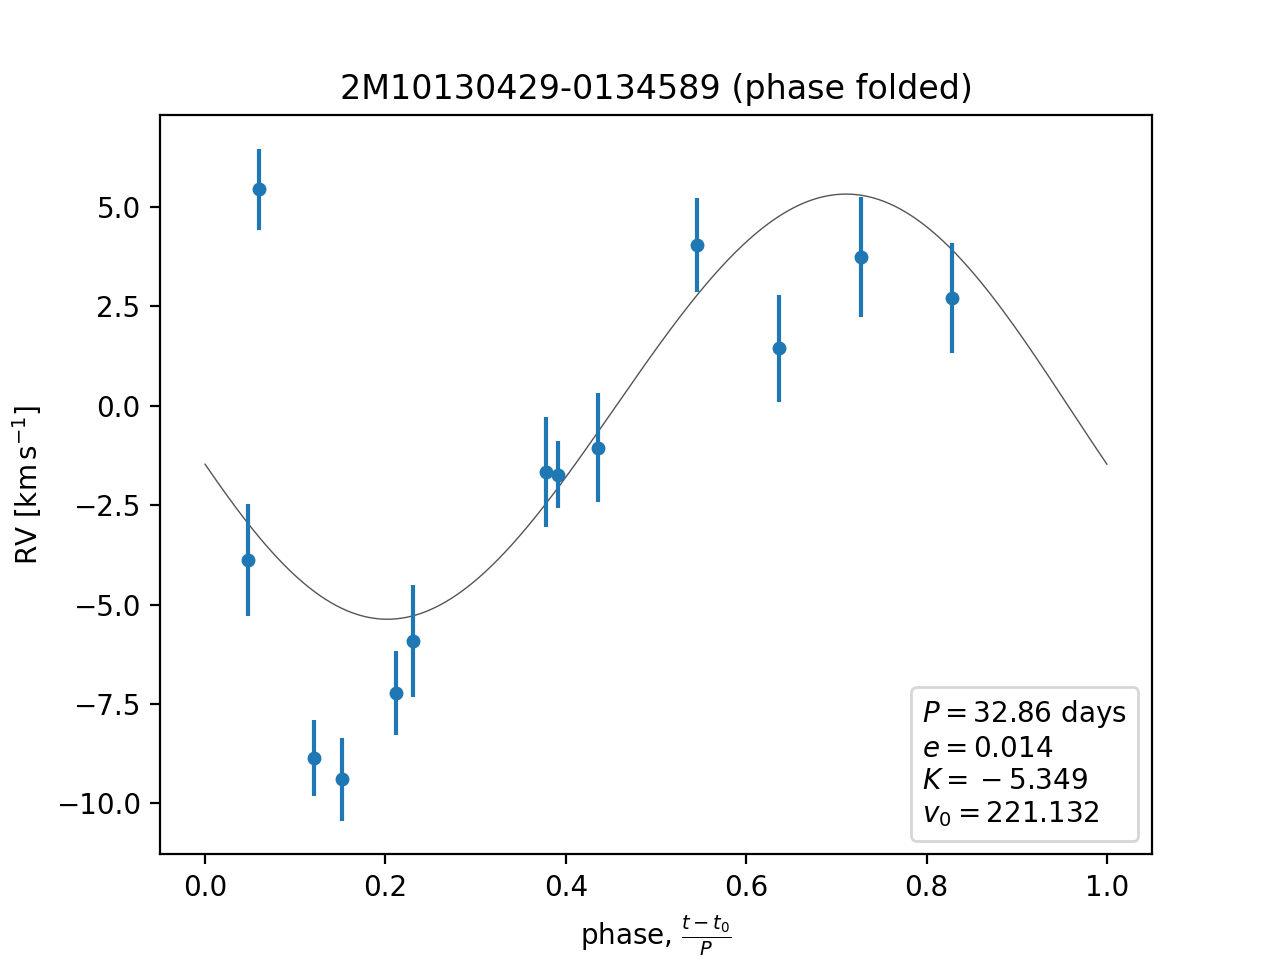 2M10130429-0134589 (phase folded)
RV [km s⁻¹]
5.0
2.5
0.0
−2.5
−5.0
−7.5
−10.0
P = 32.86 days
e = 0.014
K = −5.349
v₀ = 221.132
0.0 0.2 0.4 0.6 0.8 1.0
phase, (t − t₀)/P